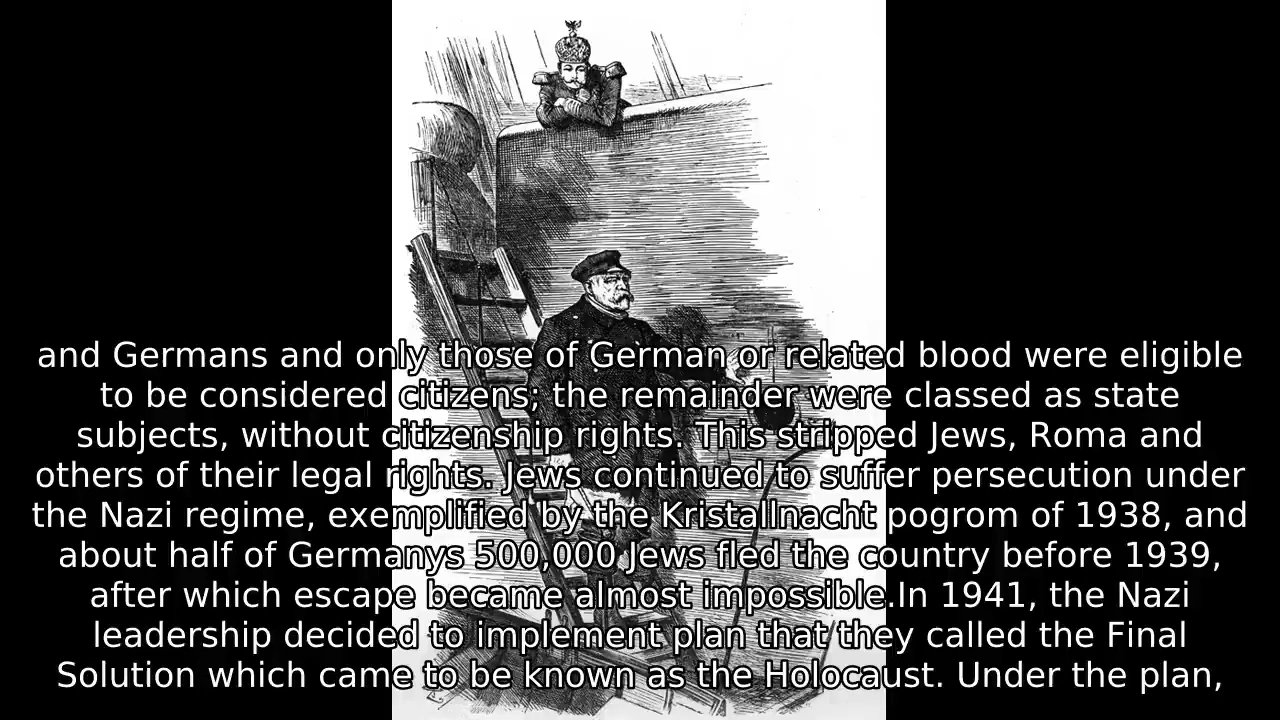 and Germans and only those of German or related blood were eligible
to be considered citizens; the remainder were classed as state
subjects, without citizenship rights. This stripped Jews, Roma and
others of their legal rights. Jews continued to suffer persecution under
the Nazi regime, exemplified by the Kristallnacht pogrom of 1938, and
about half of Germanys 500,000 Jews fled the country before 1939,
after which escape became almost impossible.In 1941, the Nazi
leadership decided to implement plan that they called the Final
Solution which came to be known as the Holocaust. Under the plan,